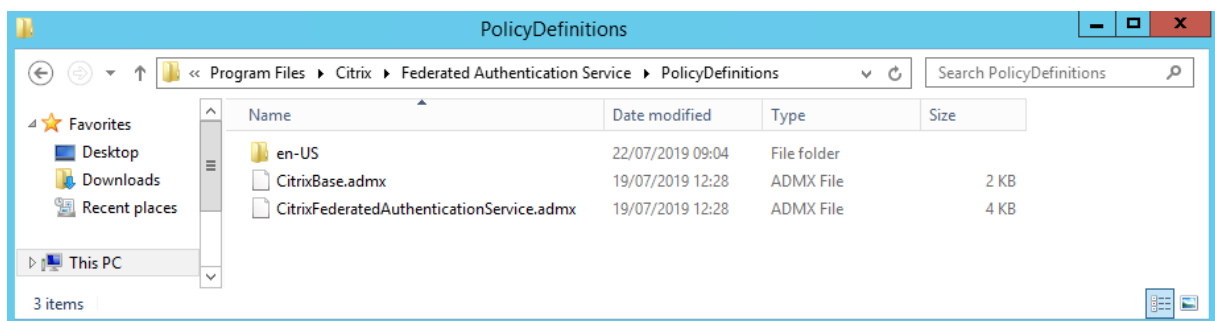 PolicyDefinitions
« Program Files Citrix Federated Authentication Service PolicyDefinitions Search PolicyDefinitions
Name Date modified Type Size
Favorites
Desktop
Downloads
Recent places
This PC
en-US 22/07/2019 09:04 File folder
CitrixBase.admx 19/07/2019 12:28 ADMX File 2 KB
CitrixFederatedAuthenticationService.admx 19/07/2019 12:28 ADMX File 4 KB
3 items